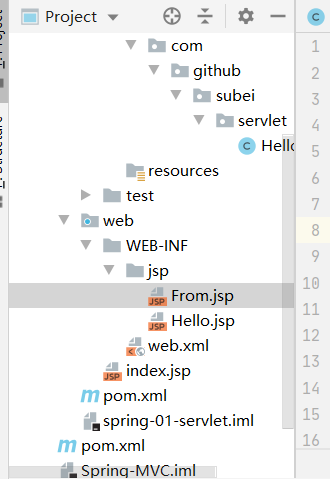 Project
com
github
subei
servlet
C Hello
resources
test
web
WEB-INF
jsp
JSP From.jsp
JSP Hello.jsp
web.xml
JSP index.jsp
m pom.xml
spring-01-servlet.iml
m pom.xml
Spring-MVC.iml
C
1
2
3
4
5
6
7
8
9
10
11
12
13
14
15
16